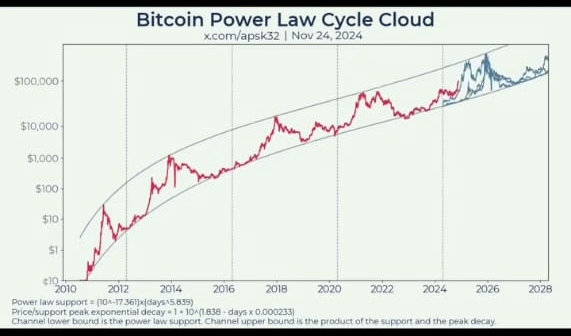 Bitcoin Power Law Cycle Cloud
x.com/apsk32 | Nov 24, 2024
$100,000
$10,000
$1,000
$100
$10
$1
¢10
2010 2012 2014 2016 2018 2020 2022 2024 2026 2028
Power law support = (10^-17.361)x(days^5.839)
Price/support peak exponential decay = 1 + 10^(1.838 - days x 0.000233)
Channel lower bound is the power law support. Channel upper bound is the product of the support and the peak decay.